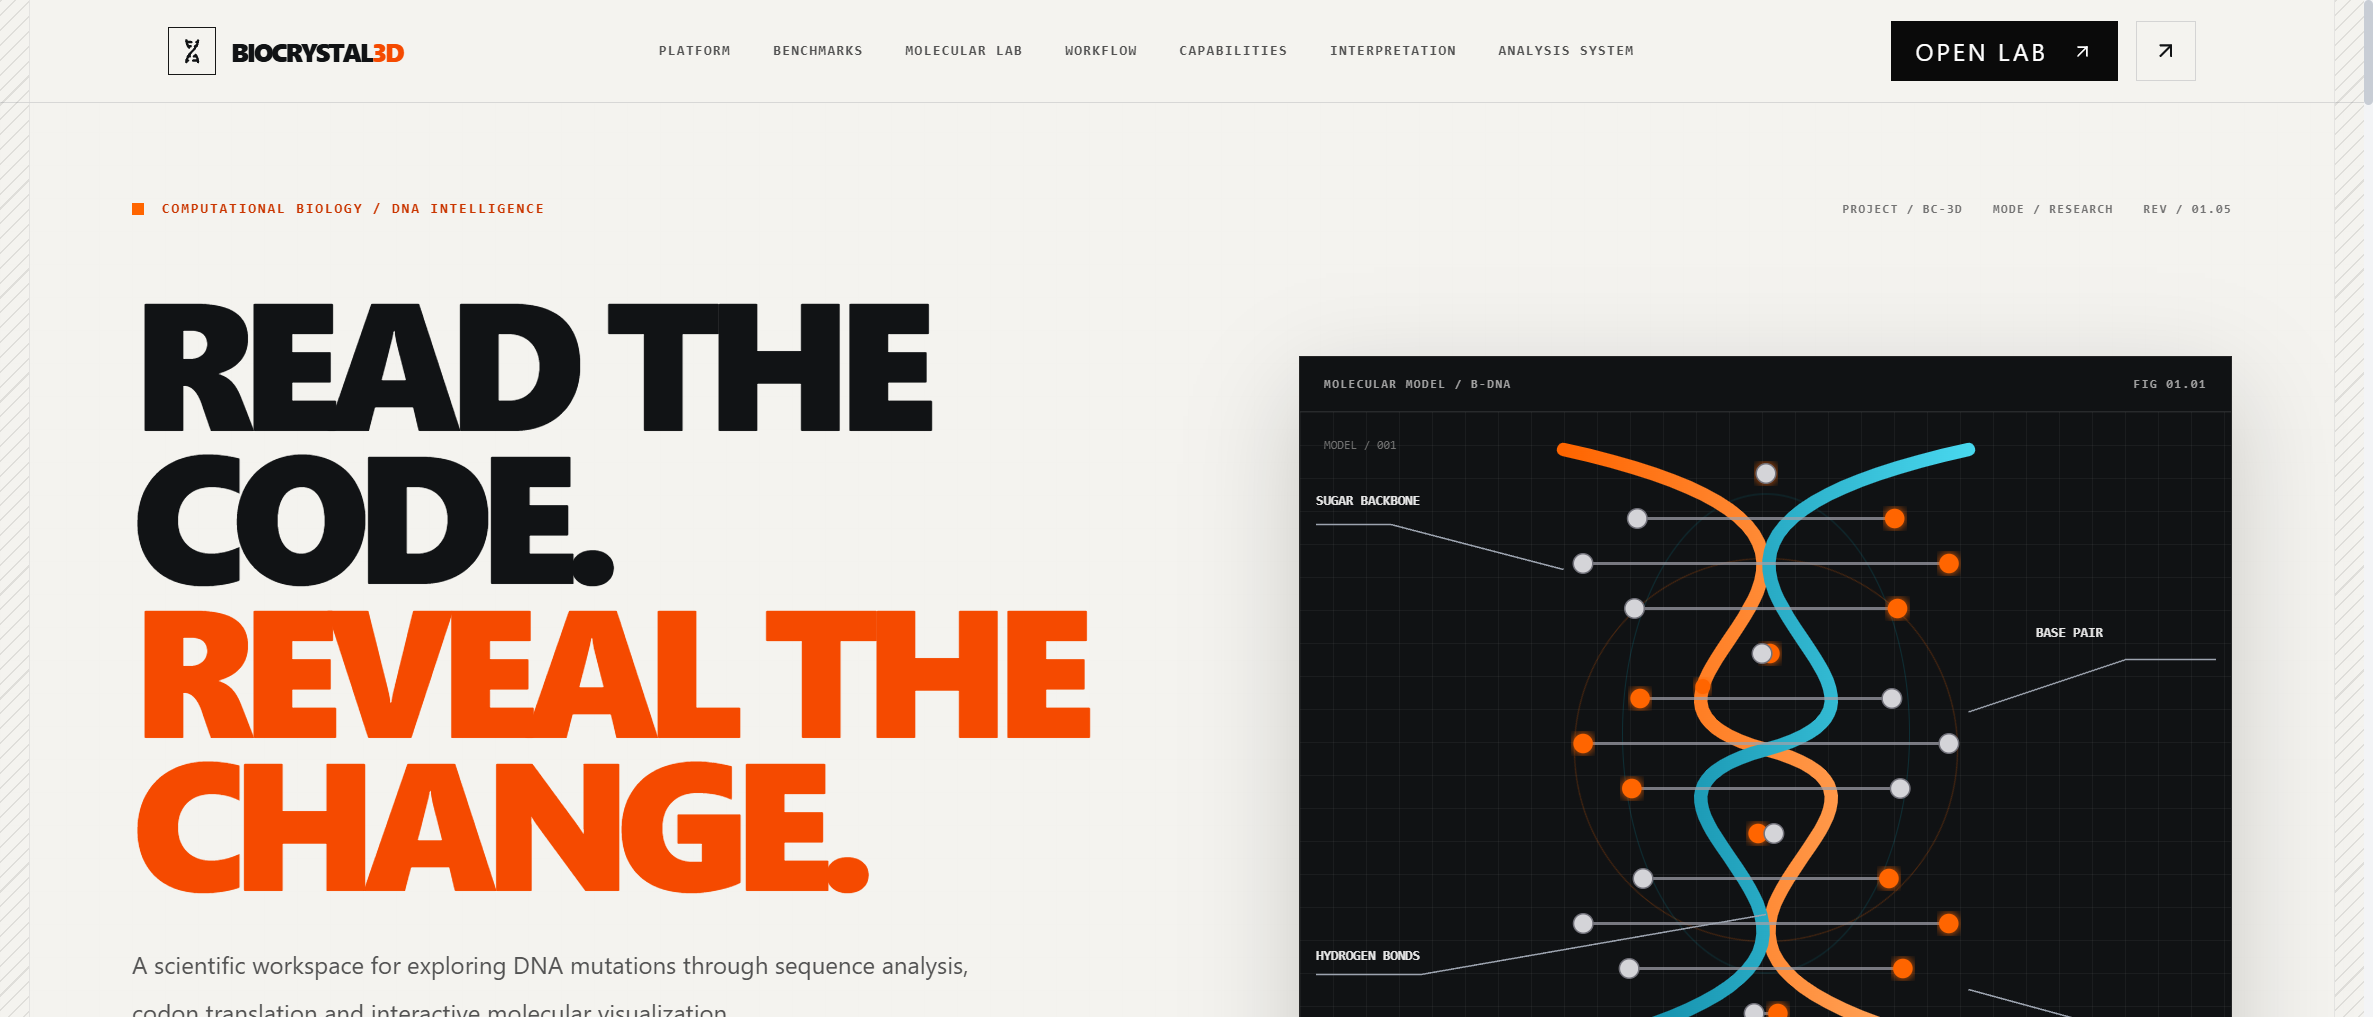 BIOCRYSTAL3D
PLATFORM BENCHMARKS MOLECULAR LAB WORKFLOW CAPABILITIES INTERPRETATION ANALYSIS SYSTEM
OPEN LAB
COMPUTATIONAL BIOLOGY / DNA INTELLIGENCE
PROJECT / BC-3D MODE / RESEARCH REV / 01.05
READ THE
CODE.
REVEAL THE
CHANGE.
A scientific workspace for exploring DNA mutations through sequence analysis,
codon translation and interactive molecular visualization.
MOLECULAR MODEL / B-DNA FIG 01.01
MODEL / 001
SUGAR BACKBONE
BASE PAIR
HYDROGEN BONDS